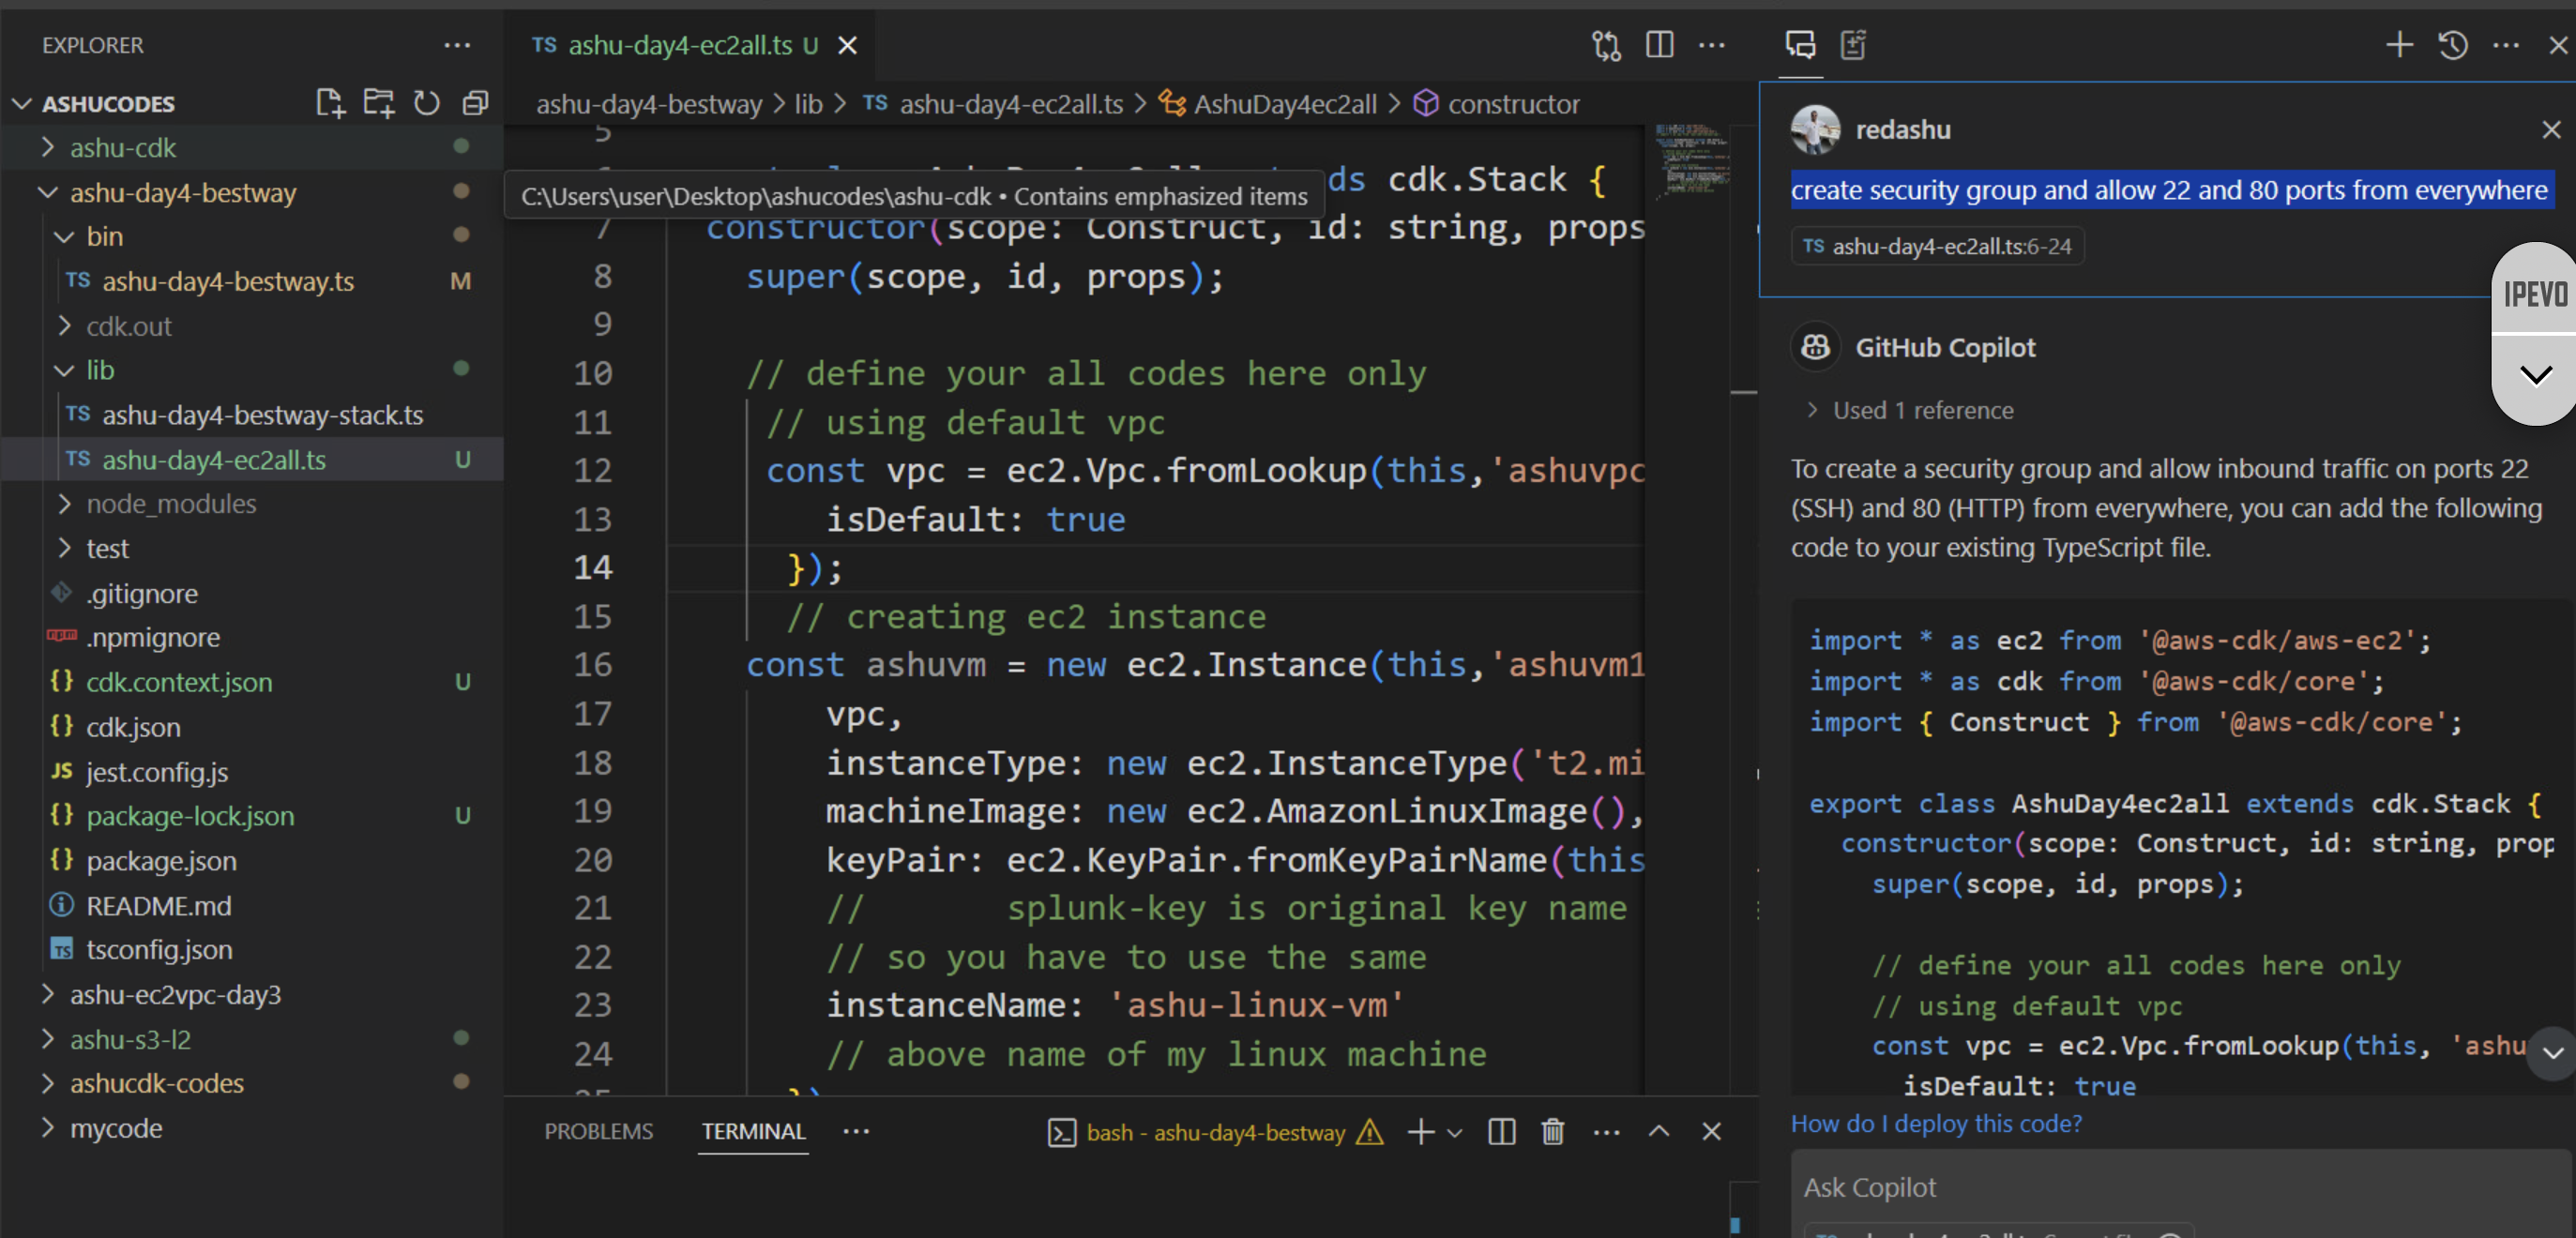 EXPLORER
ASHUCODES
ashu-cdk
ashu-day4-bestway
bin
TS ashu-day4-bestway.ts M
cdk.out
lib
TS ashu-day4-bestway-stack.ts
TS ashu-day4-ec2all.ts U
node_modules
test
.gitignore
.npmignore
{} cdk.context.json U
{} cdk.json
JS jest.config.js
{} package-lock.json U
{} package.json
README.md
TS tsconfig.json
ashu-ec2vpc-day3
ashu-s3-l2
ashucdk-codes
mycode
TS ashu-day4-ec2all.ts U
ashu-day4-bestway > lib > TS ashu-day4-ec2all.ts > AshuDay4ec2all > constructor
5
ds cdk.Stack {
C:\Users\user\Desktop\ashucodes\ashu-cdk • Contains emphasized items
7 constructor(scope: Construct, id: string, props
8 super(scope, id, props);
9
10 // define your all codes here only
11 // using default vpc
12 const vpc = ec2.Vpc.fromLookup(this,'ashuvpc
13 isDefault: true
14 });
15 // creating ec2 instance
16 const ashuvm = new ec2.Instance(this,'ashuvm1
17 vpc,
18 instanceType: new ec2.InstanceType('t2.mi
19 machineImage: new ec2.AmazonLinuxImage(),
20 keyPair: ec2.KeyPair.fromKeyPairName(this
21 // splunk-key is original key name
22 // so you have to use the same
23 instanceName: 'ashu-linux-vm'
24 // above name of my linux machine
PROBLEMS
TERMINAL
bash - ashu-day4-bestway
redashu
create security group and allow 22 and 80 ports from everywhere
TS ashu-day4-ec2all.ts:6-24
IPEVO
GitHub Copilot
Used 1 reference
To create a security group and allow inbound traffic on ports 22
(SSH) and 80 (HTTP) from everywhere, you can add the following
code to your existing TypeScript file.
import * as ec2 from '@aws-cdk/aws-ec2';
import * as cdk from '@aws-cdk/core';
import { Construct } from '@aws-cdk/core';
export class AshuDay4ec2all extends cdk.Stack {
constructor(scope: Construct, id: string, prop
super(scope, id, props);
// define your all codes here only
// using default vpc
const vpc = ec2.Vpc.fromLookup(this, 'ashu
isDefault: true
How do I deploy this code?
Ask Copilot